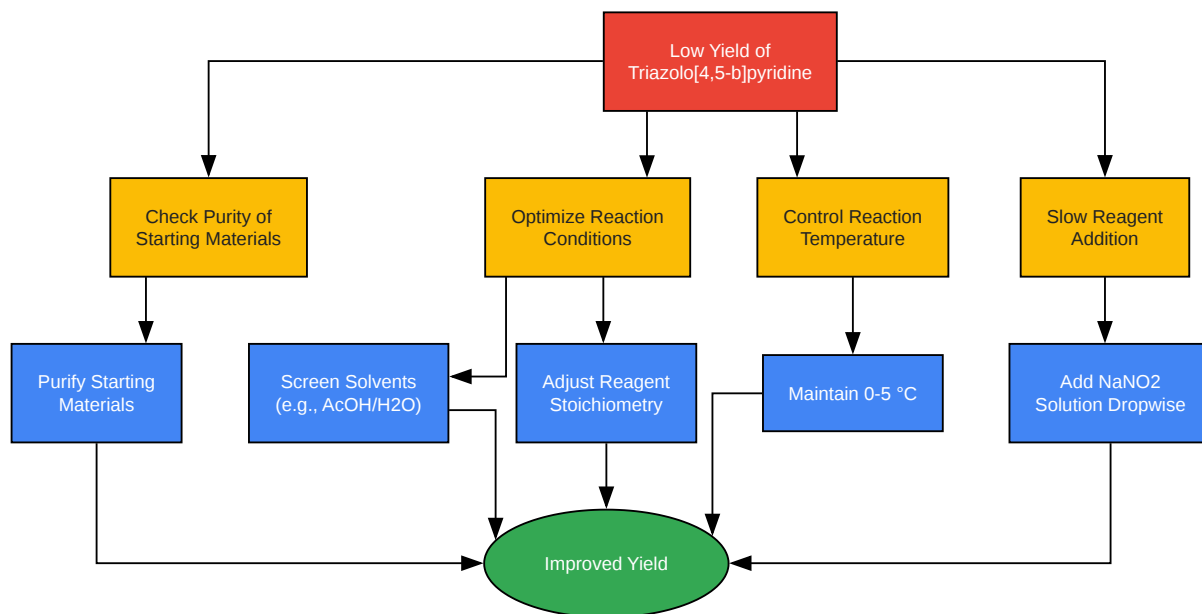 Low Yield of
Triazolo[4,5-b]pyridine
Check Purity of
Starting Materials
Optimize Reaction
Conditions
Control Reaction
Temperature
Slow Reagent
Addition
Purify Starting
Materials
Screen Solvents
(e.g., AcOH/H2O)
Adjust Reagent
Stoichiometry
Maintain 0-5 °C
Add NaNO2
Solution Dropwise
Improved Yield